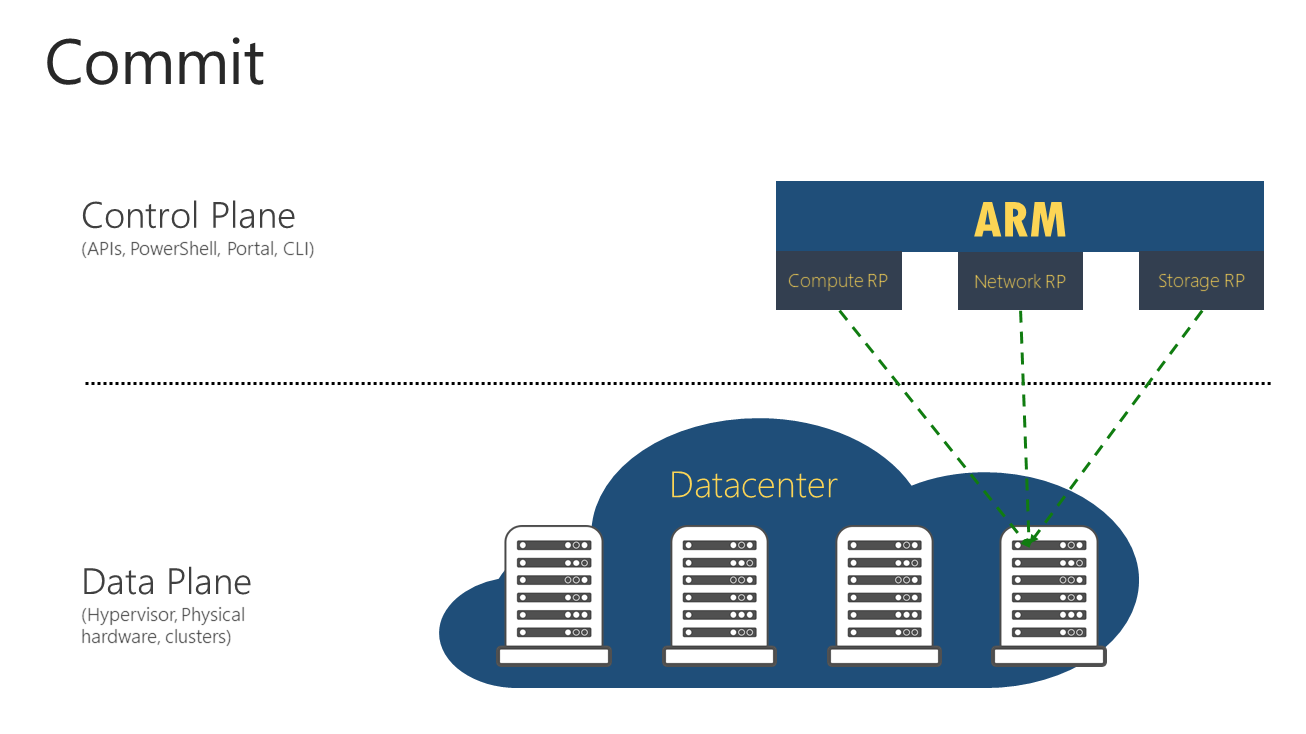 Commit
Control Plane
(APIs, PowerShell, Portal, CLI)
ARM
Compute RP
Network RP
Storage RP
Datacenter
Data Plane
(Hypervisor, Physical
hardware, clusters)